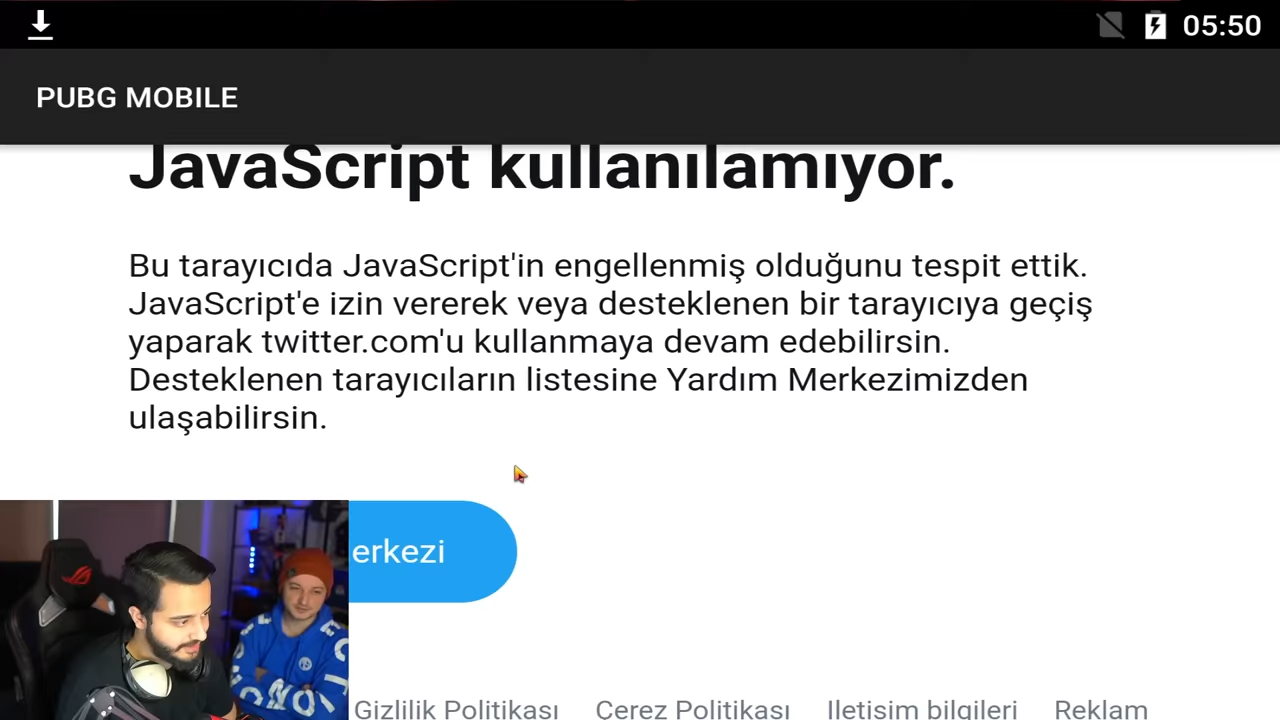 05:50
PUBG MOBILE
JavaScript kullanılamıyor.
Bu tarayıcıda JavaScript'in engellenmiş olduğunu tespit ettik.
JavaScript'e izin vererek veya desteklenen bir tarayıcıya geçiş
yaparak twitter.com'u kullanmaya devam edebilirsin.
Desteklenen tarayıcıların listesine Yardım Merkezimizden
ulaşabilirsin.
erkezi
Gizlilik Politikası Çerez Politikası İletişim bilgileri Reklam